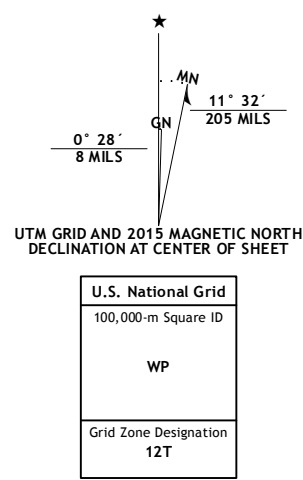 ★
MN
11° 32´
205 MILS
GN
0° 28´
8 MILS
UTM GRID AND 2015 MAGNETIC NORTH
DECLINATION AT CENTER OF SHEET
U.S. National Grid
100,000-m Square ID
WP
Grid Zone Designation
12T